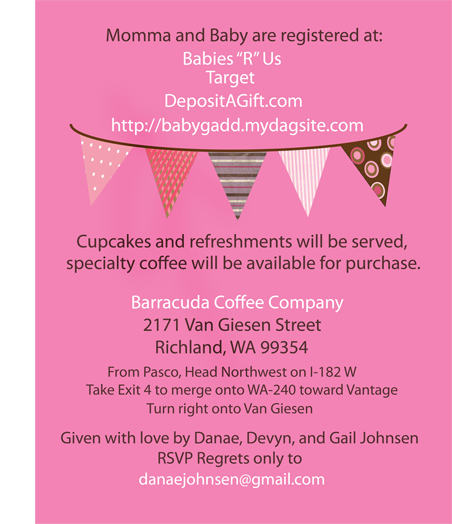 Momma and Baby are registered at:
Babies “R” Us
Target
DepositAGift.com
http://babygadd.mydagsite.com
Cupcakes and refreshments will be served,
specialty coffee will be available for purchase.
Barracuda Coffee Company
2171 Van Giesen Street
Richland, WA 99354
From Pasco, Head Northwest on I-182 W
Take Exit 4 to merge onto WA-240 toward Vantage
Turn right onto Van Giesen
Given with love by Danae, Devyn, and Gail Johnsen
RSVP Regrets only to
danaejohnsen@gmail.com